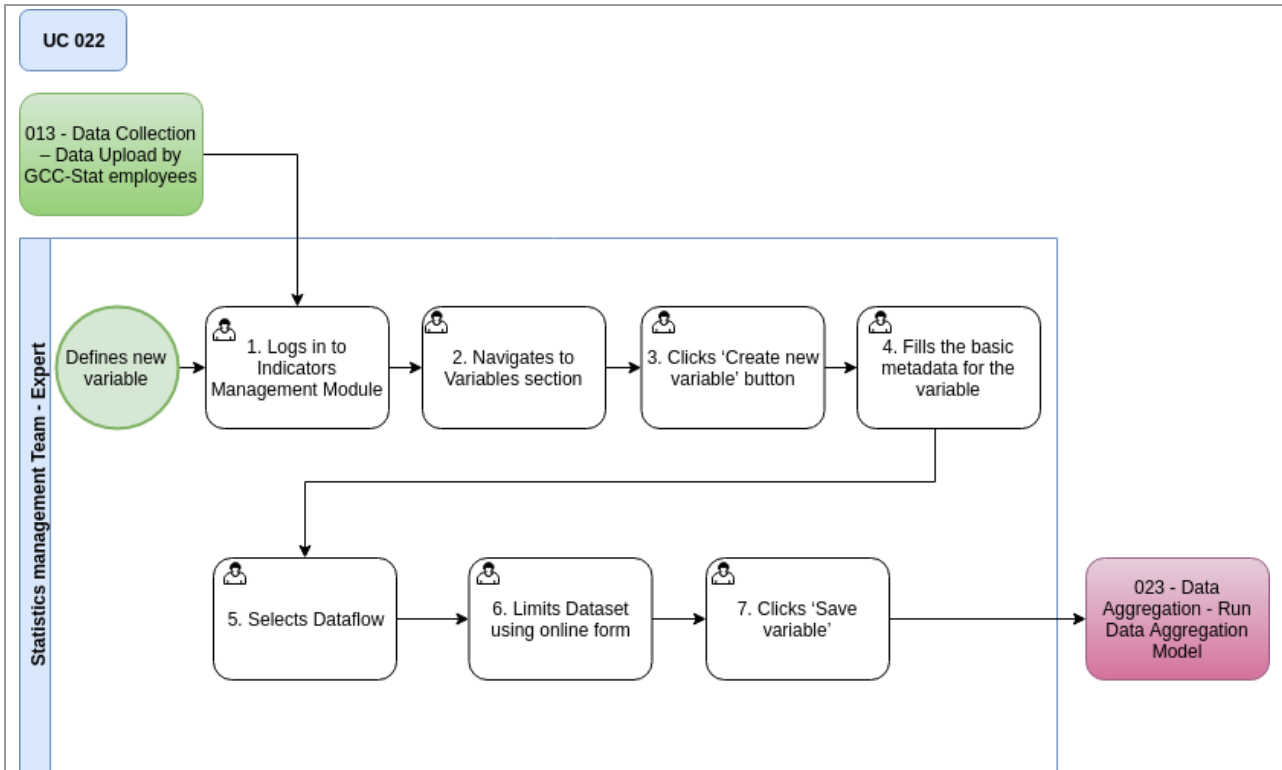 UC 022
013 - Data Collection
– Data Upload by
GCC-Stat employees
Statistics management Team - Expert
Defines new
variable
1. Logs in to
Indicators
Management Module
2. Navigates to
Variables section
3. Clicks ‘Create new
variable’ button
4. Fills the basic
metadata for the
variable
5. Selects Dataflow
6. Limits Dataset
using online form
7. Clicks ‘Save
variable’
023 - Data
Aggregation - Run
Data Aggregation
Model